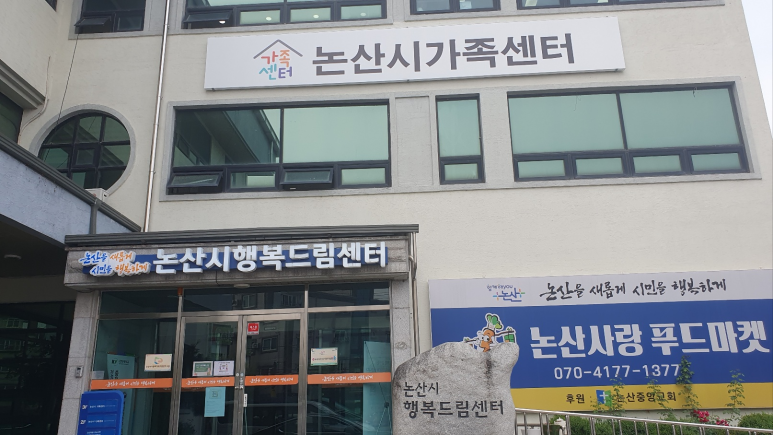 가족
센터
논산시가족센터
논산을 새롭게
시민을 행복하게
논산시행복드림센터
논산
논산을 새롭게 시민을 행복하게
논산사랑 푸드마켓
070-4177-1377
후원 논산중앙교회
논산시
행복드림센터